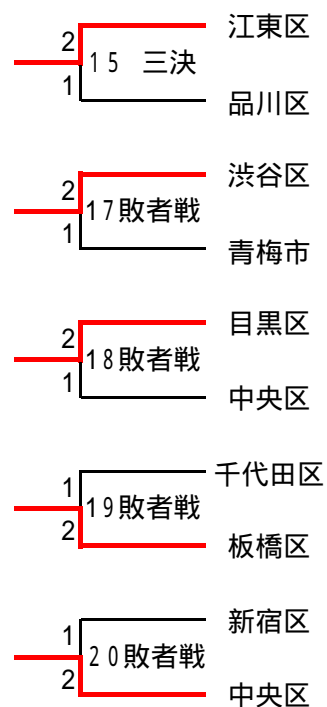 江東区
2
15 三決
1
品川区
渋谷区
2
17敗者戦
1
青梅市
目黒区
2
18敗者戦
1
中央区
千代田区
1
19敗者戦
2
板橋区
新宿区
1
20敗者戦
2
中央区